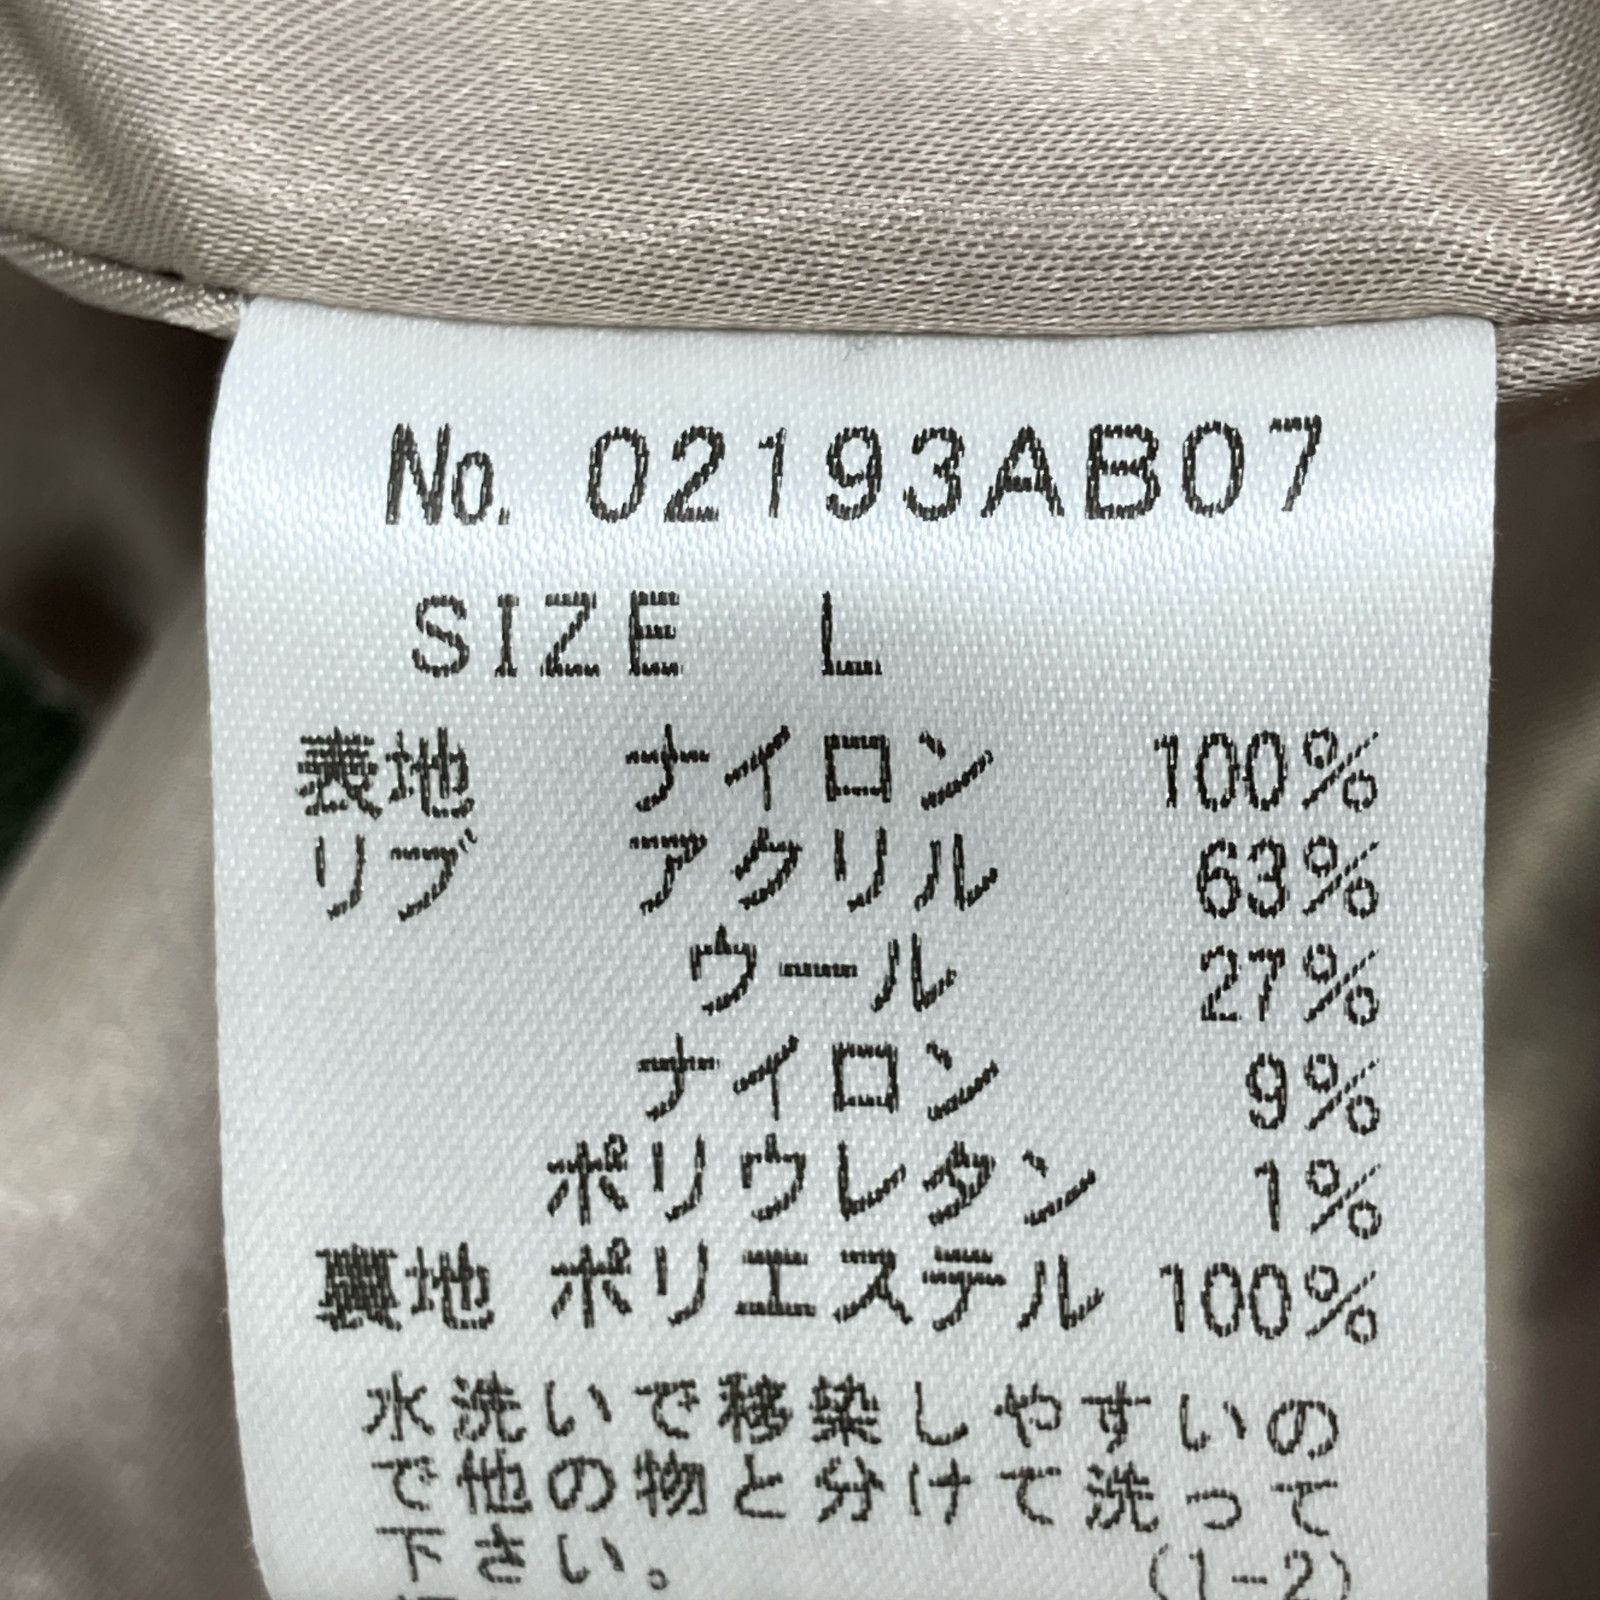 No. 02193AB07
SIZE L
表地 ナイロン 100%
リブ アクリル 63%
ウール 27%
ナイロン 9%
ポリウレタン 1%
裏地 ポリエステル 100%
水洗いで移染しやすいの
で他の物と分けて洗って
下さい。 (1-2)